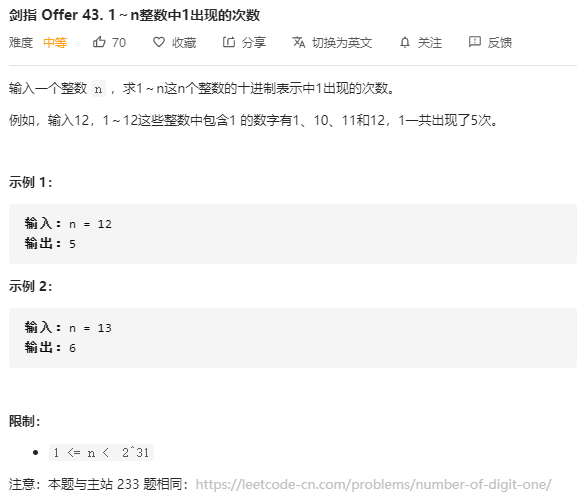 剑指 Offer 43. 1～n整数中1出现的次数
难度 中等 70 收藏 分享 切换为英文 关注 反馈
输入一个整数 n ，求1～n这n个整数的十进制表示中1出现的次数。
例如，输入12，1～12这些整数中包含1 的数字有1、10、11和12，1一共出现了5次。
示例 1：
输入：n = 12
输出：5
示例 2：
输入：n = 13
输出：6
限制：
• 1 <= n < 2^31
注意：本题与主站 233 题相同：https://leetcode-cn.com/problems/number-of-digit-one/